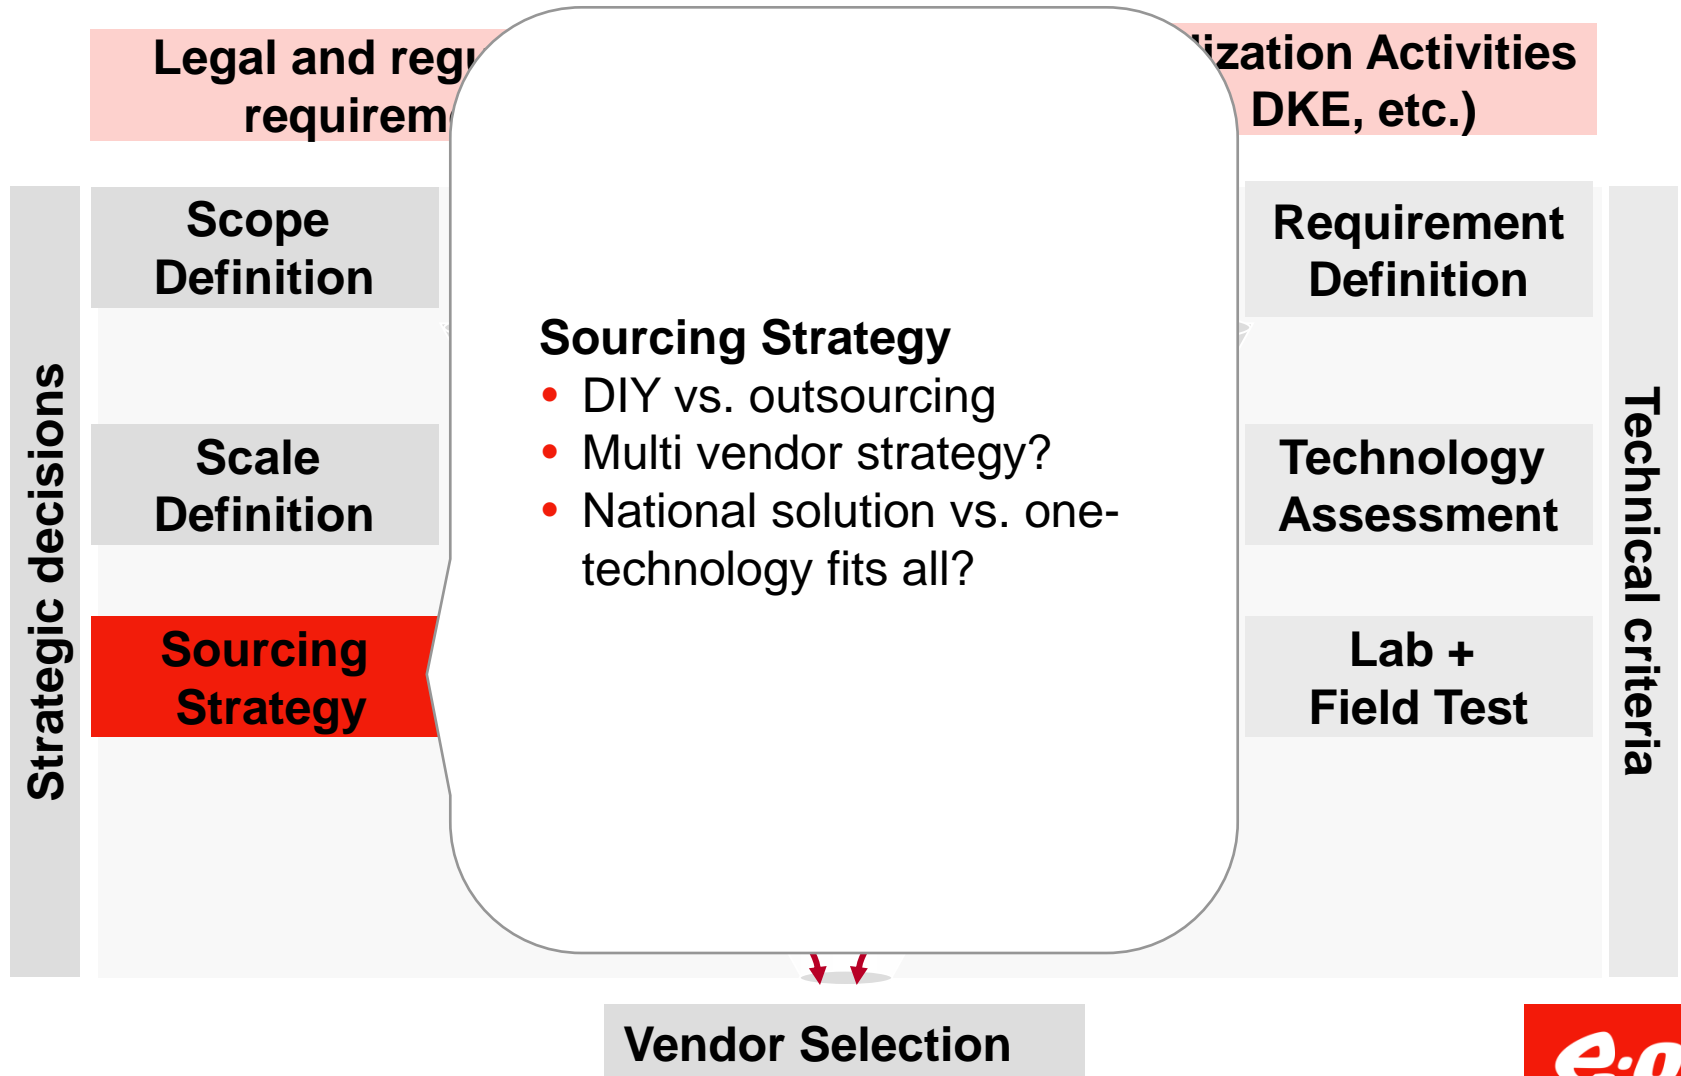 Legal and
ization Activities
DKE, etc.)
Scope
Definition
Requirement
Definition
Sourcing Strategy
• DIY vs. outsourcing
• Multi vendor strategy?
• National solution vs. one-
technology fits all?
Strategic decisions
Scale
Definition
Technology
Assessment
Technical criteria
Sourcing
Strategy
Lab +
Field Test
Vendor Selection